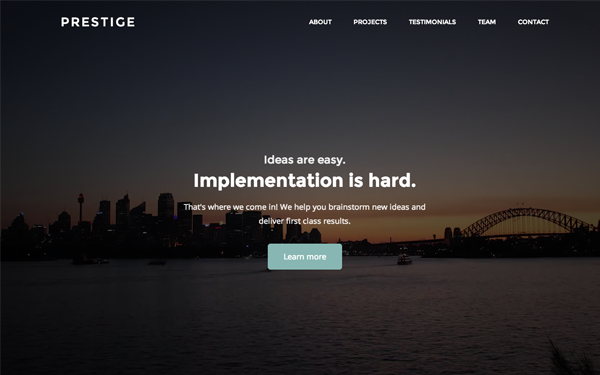 PRESTIGE
ABOUT PROJECTS TESTIMONIALS TEAM CONTACT
Ideas are easy.
Implementation is hard.
That's where we come in! We help you brainstorm new ideas and
deliver first class results.
Learn more